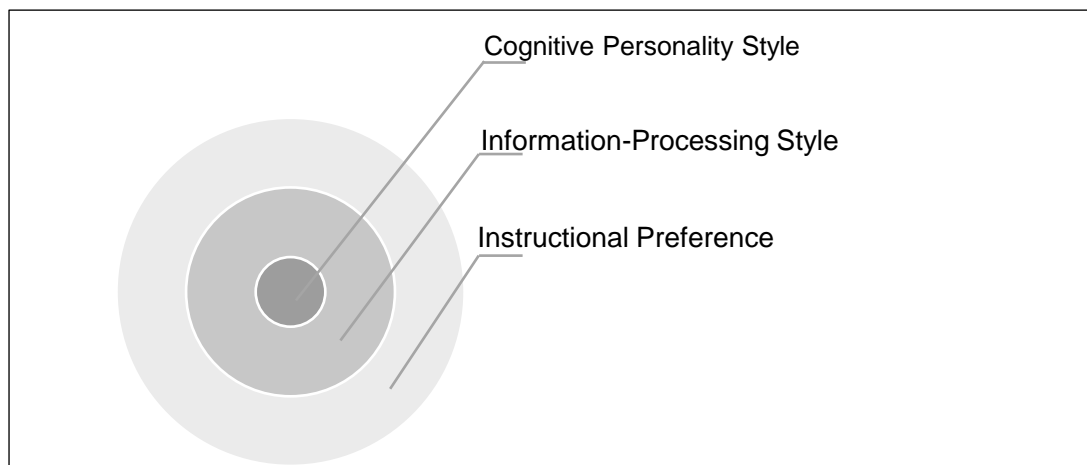 Cognitive Personality Style
Information-Processing Style
Instructional Preference